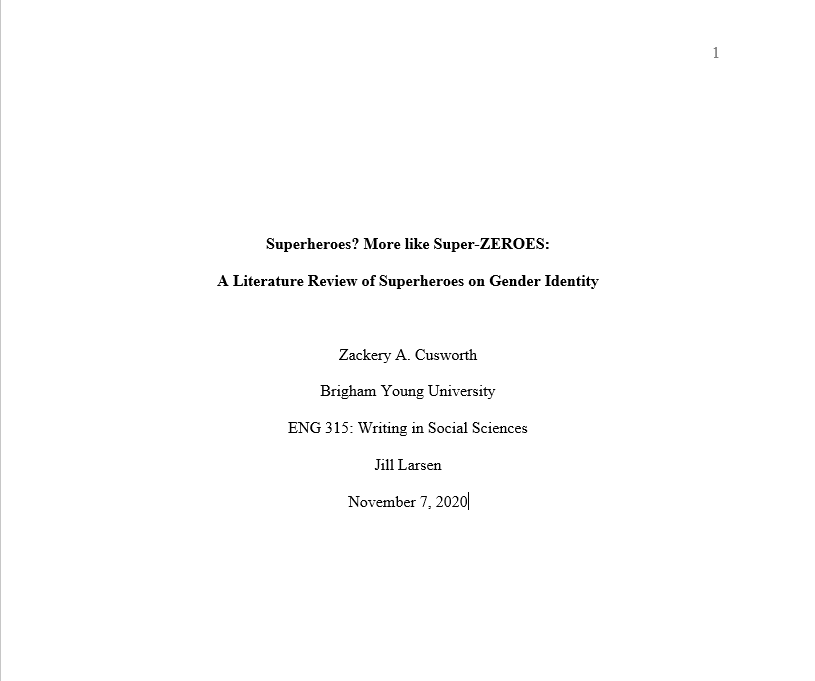 1
Superheroes? More like Super-ZEROES:
A Literature Review of Superheroes on Gender Identity
Zackery A. Cusworth
Brigham Young University
ENG 315: Writing in Social Sciences
Jill Larsen
November 7, 2020